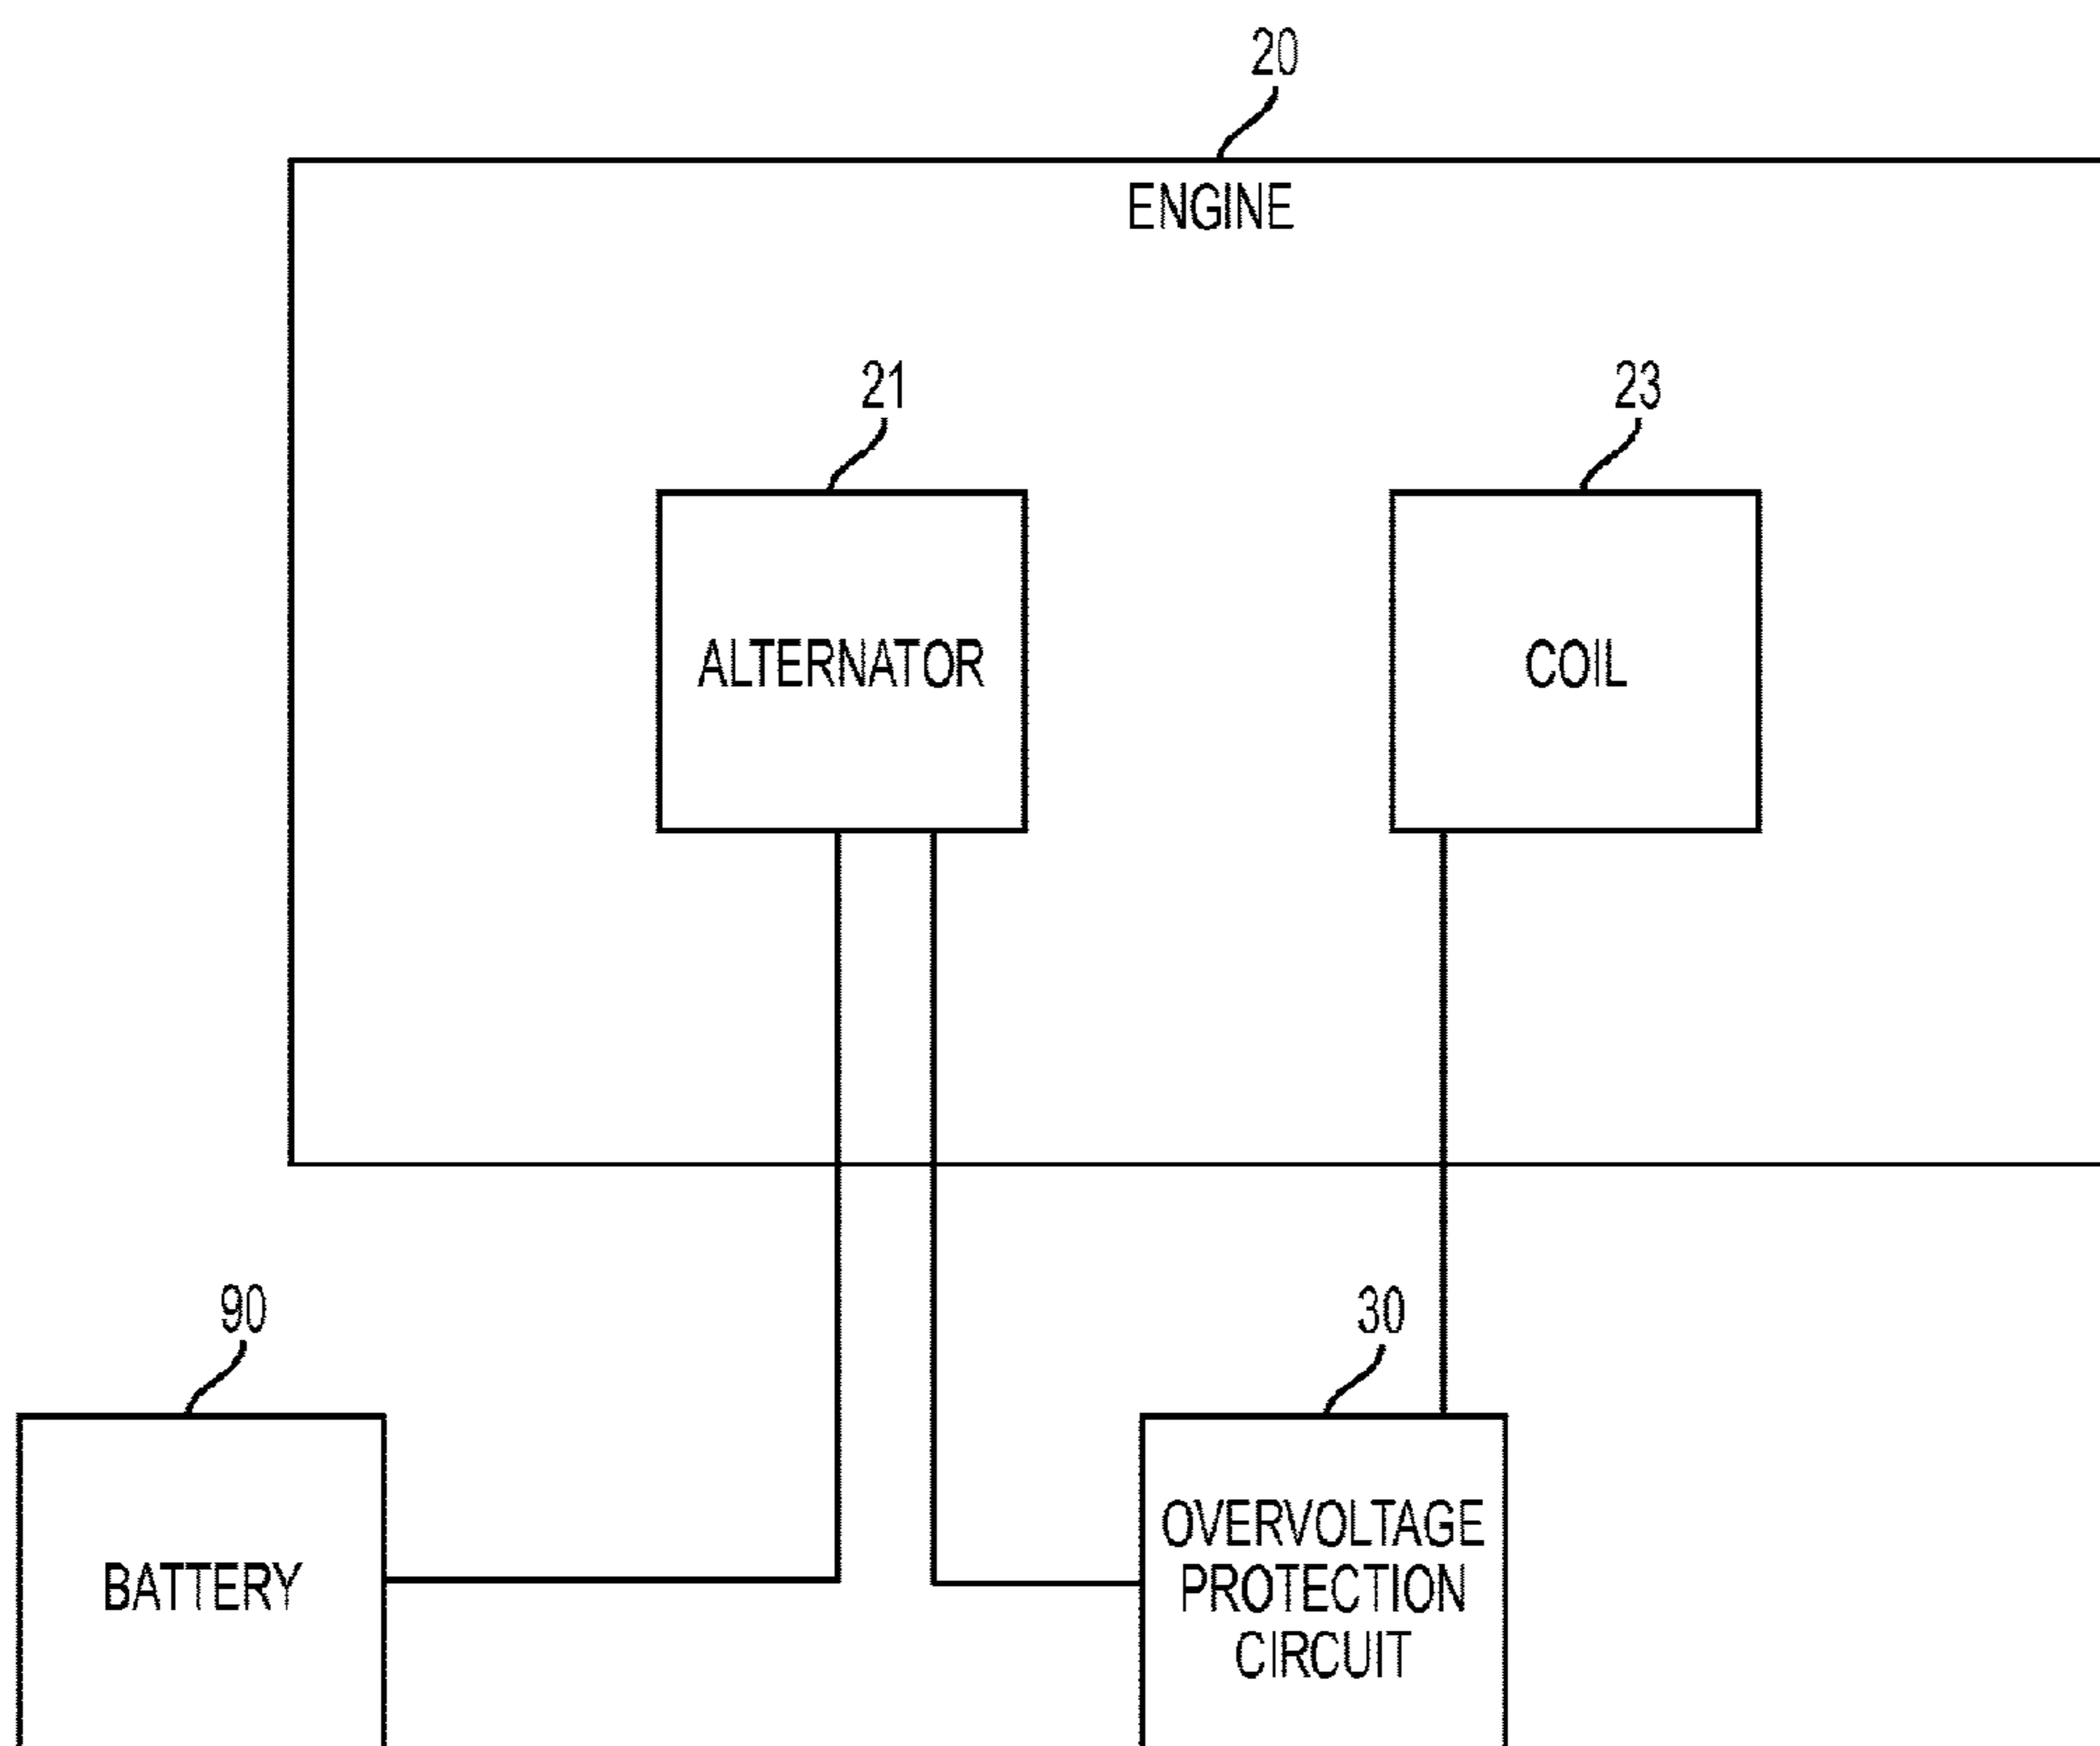 20
ENGINE
21
23
ALTERNATOR
COIL
90
30
BATTERY
OVERVOLTAGE
PROTECTION
CIRCUIT